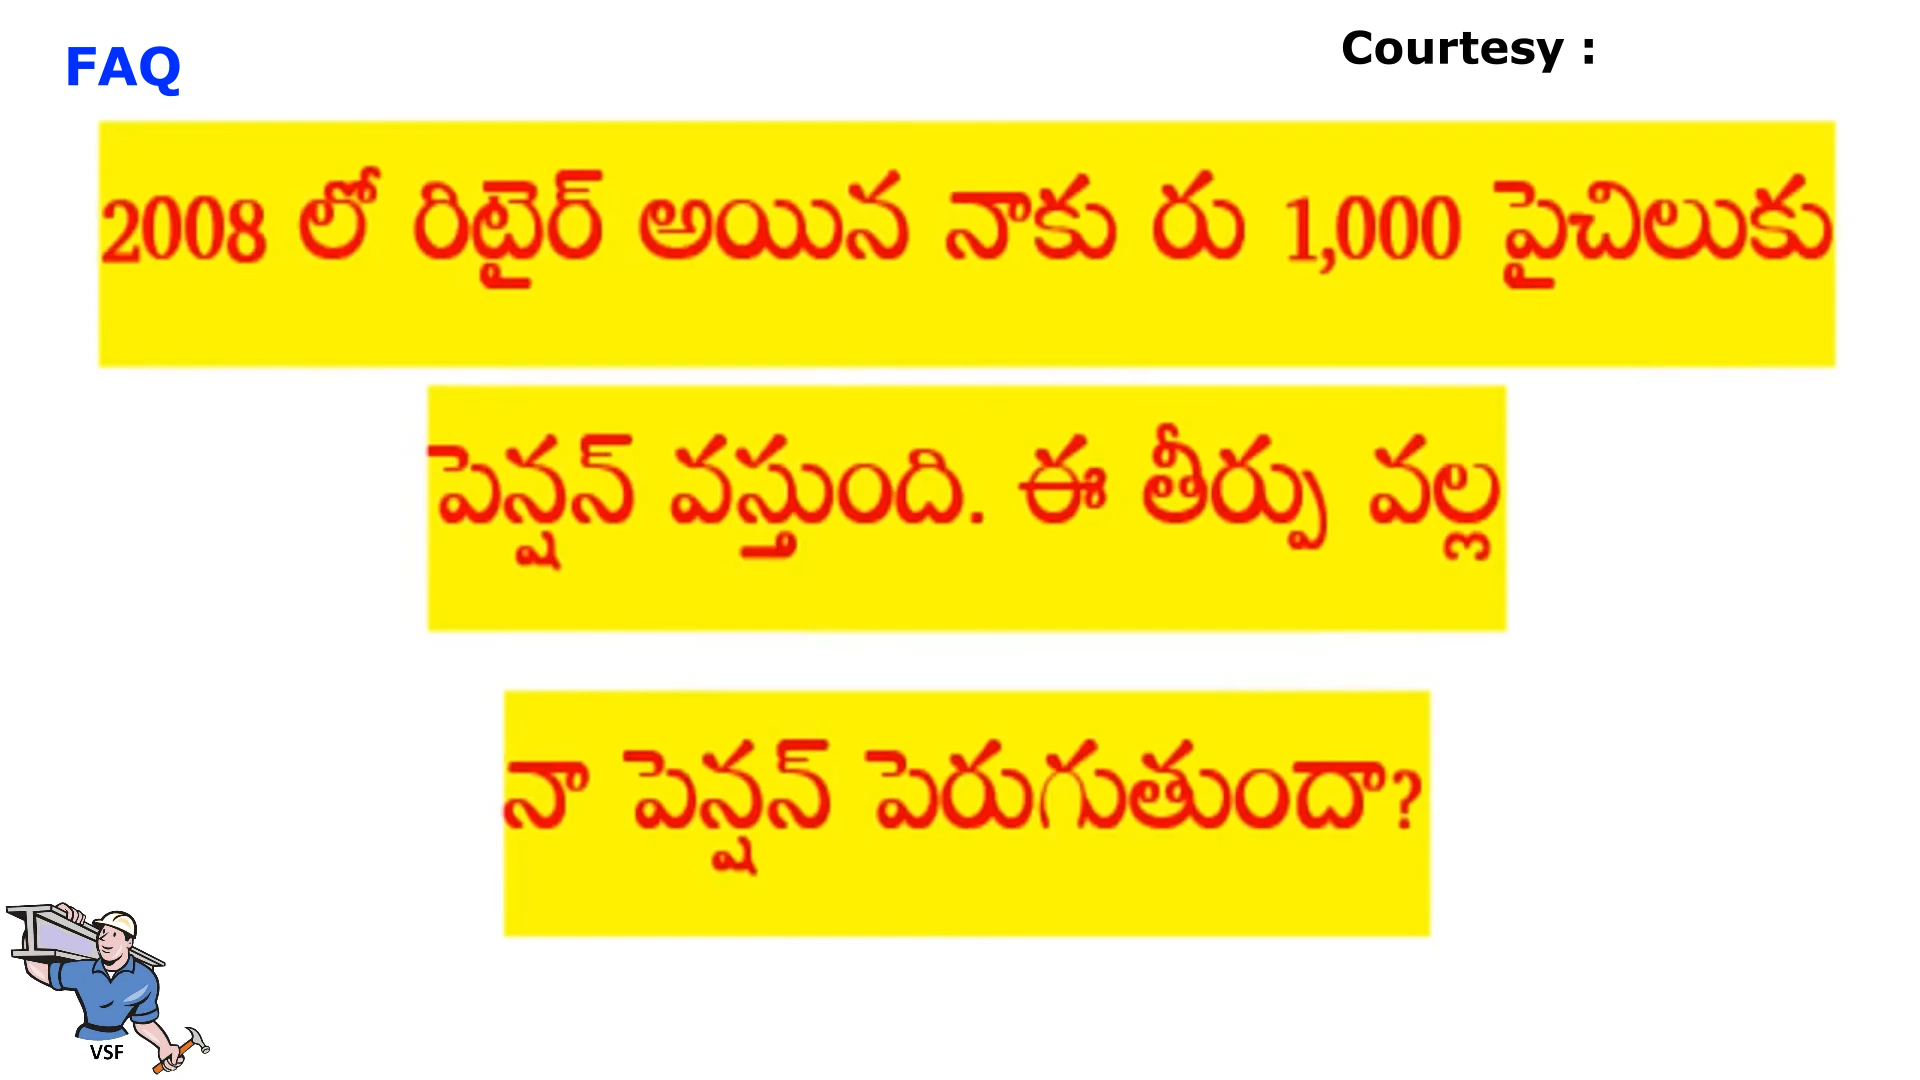 FAQ
Courtesy :
2008 లో రిటైర్ అయిన నాకు రు 1,000 పైచిలుకు
పెన్షన్ వస్తుంది. ఈ తీర్పు వల్ల
నా పెన్షన్ పెరుగుతుందా?
VSF